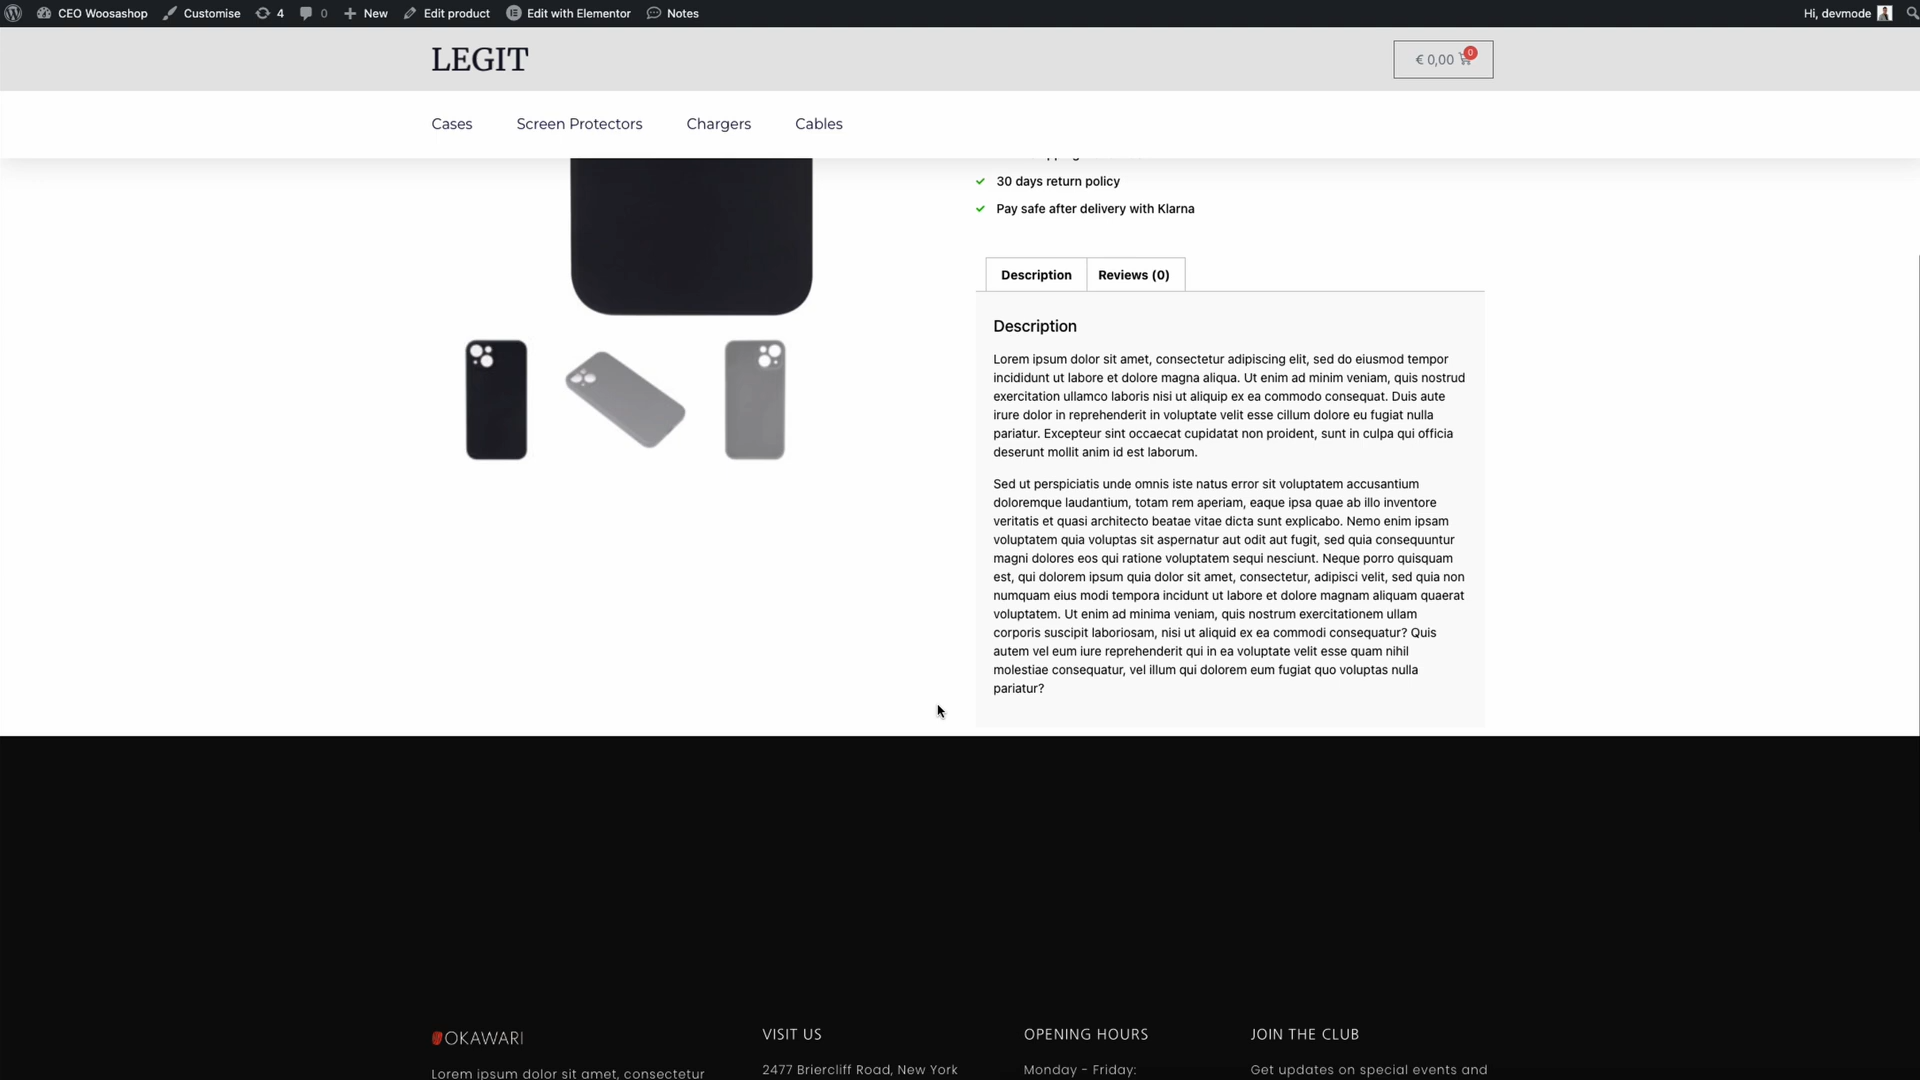 CEO Woosashop Customise 4 0 New Edit product Edit with Elementor Notes Hi, devmode
LEGIT
€ 0,00 0
Cases Screen Protectors Chargers Cables
30 days return policy
Pay safe after delivery with Klarna
Description Reviews (0)
Description
Lorem ipsum dolor sit amet, consectetur adipiscing elit, sed do eiusmod tempor
incididunt ut labore et dolore magna aliqua. Ut enim ad minim veniam, quis nostrud
exercitation ullamco laboris nisi ut aliquip ex ea commodo consequat. Duis aute
irure dolor in reprehenderit in voluptate velit esse cillum dolore eu fugiat nulla
pariatur. Excepteur sint occaecat cupidatat non proident, sunt in culpa qui officia
deserunt mollit anim id est laborum.
Sed ut perspiciatis unde omnis iste natus error sit voluptatem accusantium
doloremque laudantium, totam rem aperiam, eaque ipsa quae ab illo inventore
veritatis et quasi architecto beatae vitae dicta sunt explicabo. Nemo enim ipsam
voluptatem quia voluptas sit aspernatur aut odit aut fugit, sed quia consequuntur
magni dolores eos qui ratione voluptatem sequi nesciunt. Neque porro quisquam
est, qui dolorem ipsum quia dolor sit amet, consectetur, adipisci velit, sed quia non
numquam eius modi tempora incidunt ut labore et dolore magnam aliquam quaerat
voluptatem. Ut enim ad minima veniam, quis nostrum exercitationem ullam
corporis suscipit laboriosam, nisi ut aliquid ex ea commodi consequatur? Quis
autem vel eum iure reprehenderit qui in ea voluptate velit esse quam nihil
molestiae consequatur, vel illum qui dolorem eum fugiat quo voluptas nulla
pariatur?
OKAWARI
Lorem ipsum dolor sit amet, consectetur
VISIT US
2477 Briercliff Road, New York
OPENING HOURS
Monday - Friday:
JOIN THE CLUB
Get updates on special events and